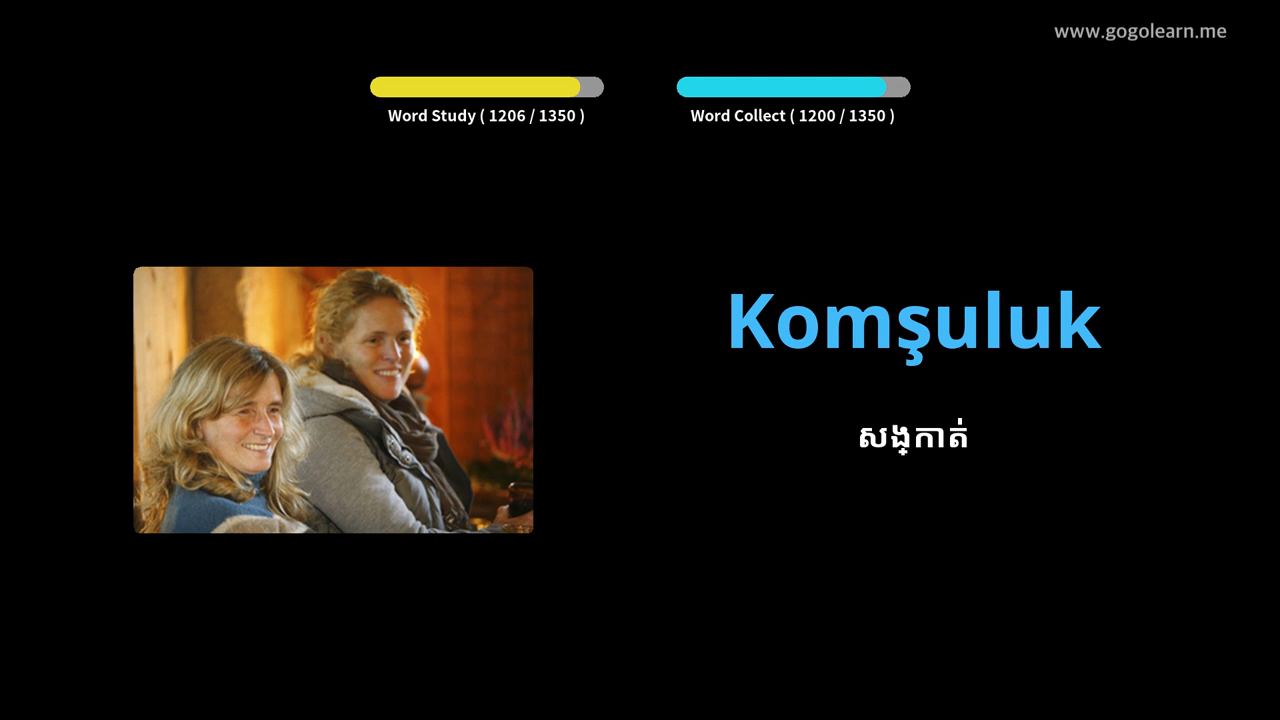 www.gogolearn.me
Word Study ( 1206 / 1350 )
Word Collect ( 1200 / 1350 )
Komşuluk
សង្កាត់